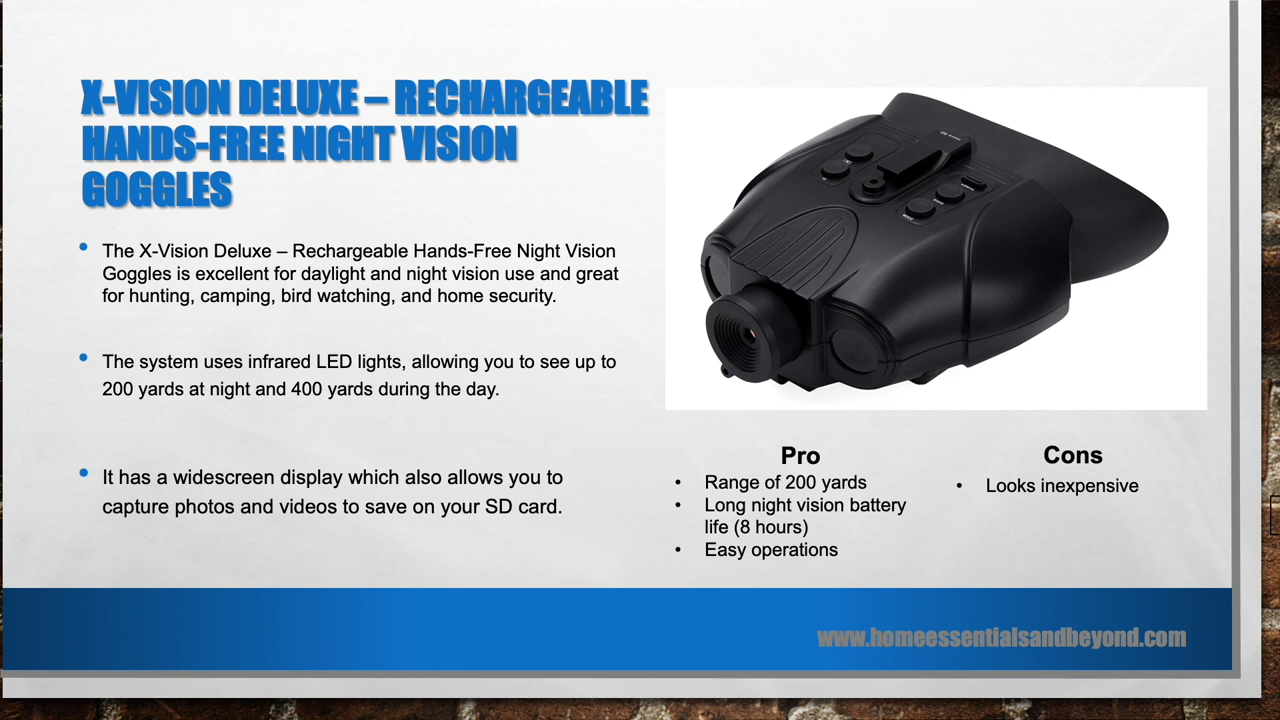 X-VISION DELUXE – RECHARGEABLE
HANDS-FREE NIGHT VISION
GOGGLES
• The X-Vision Deluxe – Rechargeable Hands-Free Night Vision
Goggles is excellent for daylight and night vision use and great
for hunting, camping, bird watching, and home security.
• The system uses infrared LED lights, allowing you to see up to
200 yards at night and 400 yards during the day.
• It has a widescreen display which also allows you to
capture photos and videos to save on your SD card.
Pro
• Range of 200 yards
• Long night vision battery
life (8 hours)
• Easy operations
Cons
• Looks inexpensive
www.homeessentialsandbeyond.com